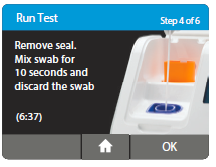 Run Test
Step 4 of 6
Remove seal.
Mix swab for
10 seconds and
discard the swab
(6:37)
OK